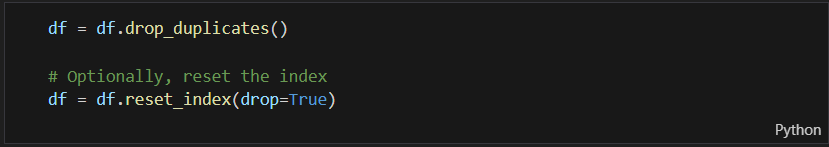 df = df.drop_duplicates()
# Optionally, reset the index
df = df.reset_index(drop=True)
Python